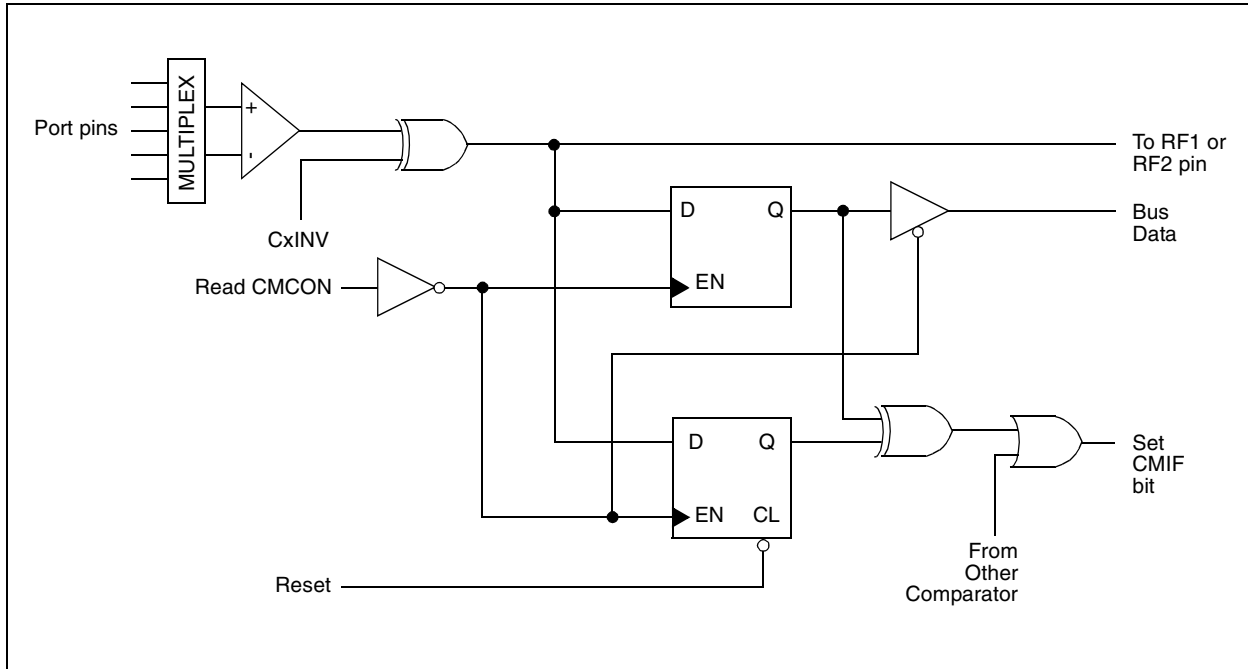 MULTIPLEX
+
-
Port pins
CxINV
To RF1 or
RF2 pin
D
Q
EN
Bus
Data
Read CMCON
D
Q
EN
CL
Set
CMIF
bit
From
Other
Comparator
Reset